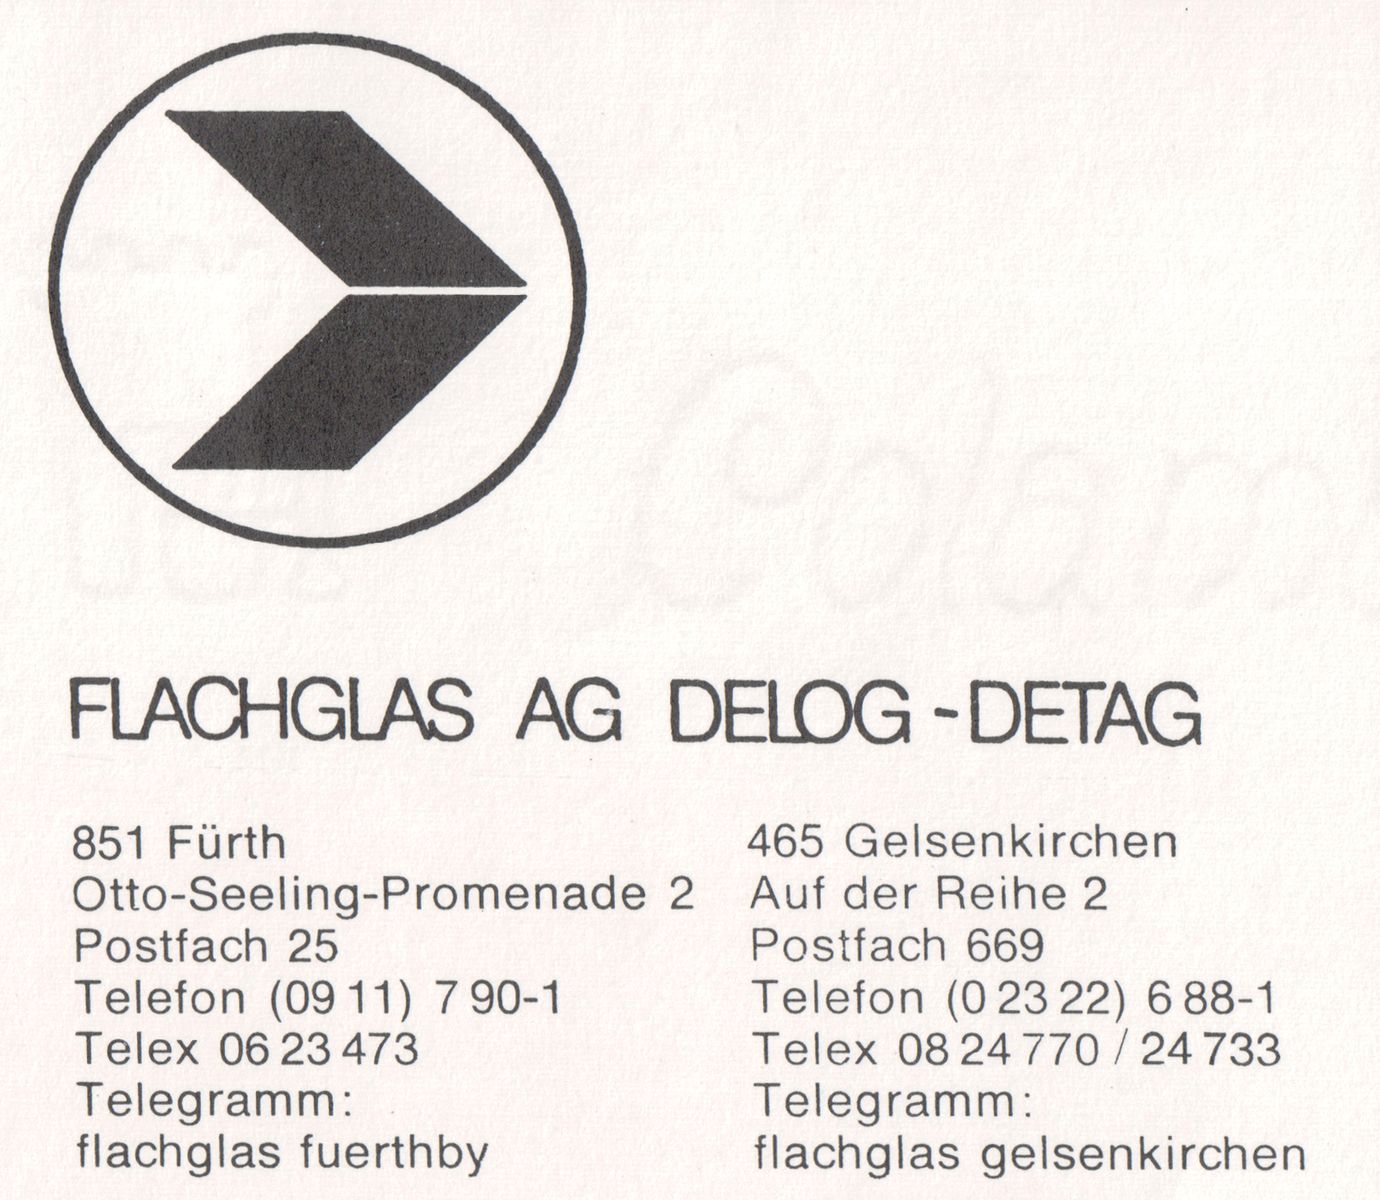 FLACHGLAS AG DELOG-DETAG
851 Fürth
Otto-Seeling-Promenade 2
Postfach 25
Telefon (09 11) 7 90-1
Telex 06 23 473
Telegramm:
flachglas fuerthby
465 Gelsenkirchen
Auf der Reihe 2
Postfach 669
Telefon (0 23 22) 6 88-1
Telex 08 24 770 / 24 733
Telegramm:
flachglas gelsenkirchen